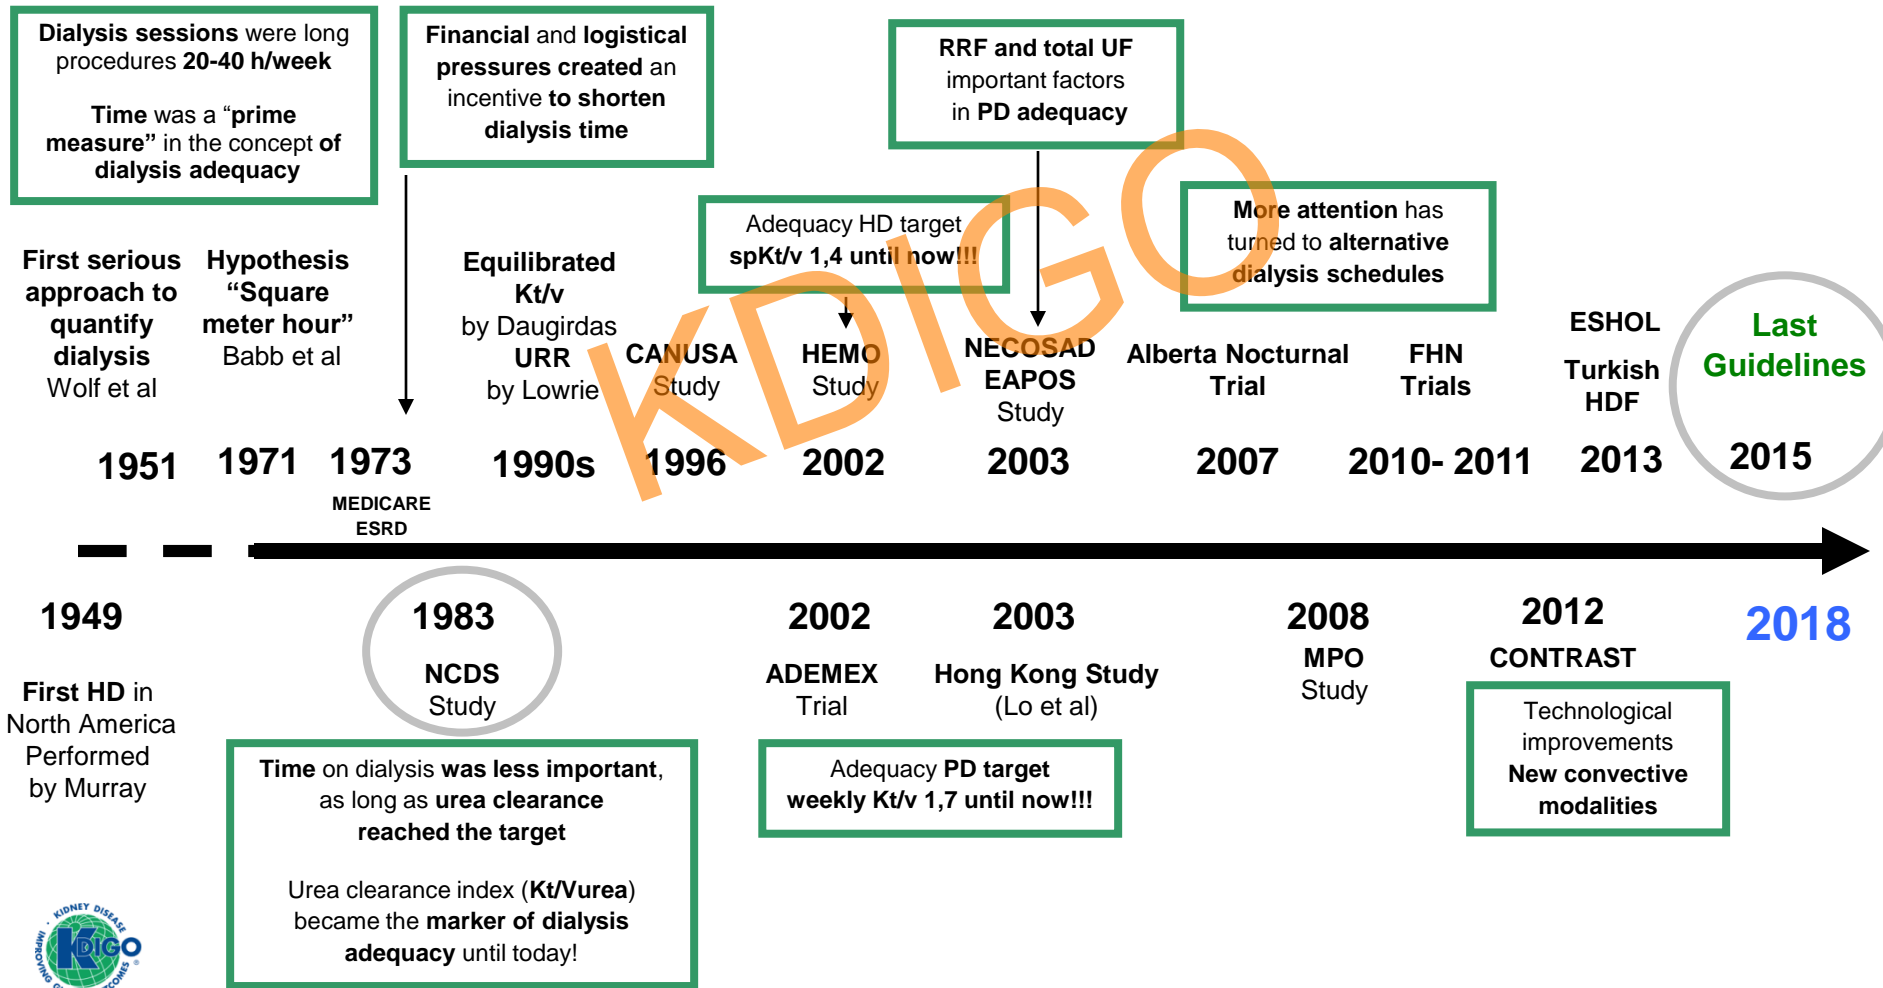 Dialysis sessions were long
procedures 20-40 h/week
Time was a “prime
measure” in the concept of
dialysis adequacy
Financial and logistical
pressures created an
incentive to shorten
dialysis time
RRF and total UF
important factors
in PD adequacy
Adequacy HD target
spKt/v 1,4 until now!!!
More attention has
turned to alternative
dialysis schedules
First serious
approach to
quantify
dialysis
Wolf et al
Hypothesis
“Square
meter hour”
Babb et al
Equilibrated
Kt/v
by Daugirdas
URR
by Lowrie
CANUSA
Study
HEMO
Study
NECOSAD
EAPOS
Study
Alberta Nocturnal
Trial
FHN
Trials
ESHOL
Turkish
HDF
Last
Guidelines
1951
1971
1973
1990s
1996
2002
2003
2007
2010- 2011
2013
2015
MEDICARE
ESRD
KDIGO
1949
1983
2002
2003
2008
2012
2018
First HD in
North America
Performed
by Murray
NCDS
Study
ADEMEX
Trial
Hong Kong Study
(Lo et al)
MPO
Study
CONTRAST
Time on dialysis was less important,
as long as urea clearance
reached the target
Urea clearance index (Kt/Vurea)
became the marker of dialysis
adequacy until today!
Adequacy PD target
weekly Kt/v 1,7 until now!!!
Technological
improvements
New convective
modalities
KIDNEY DISEASE
KDIGO
IMPROVING